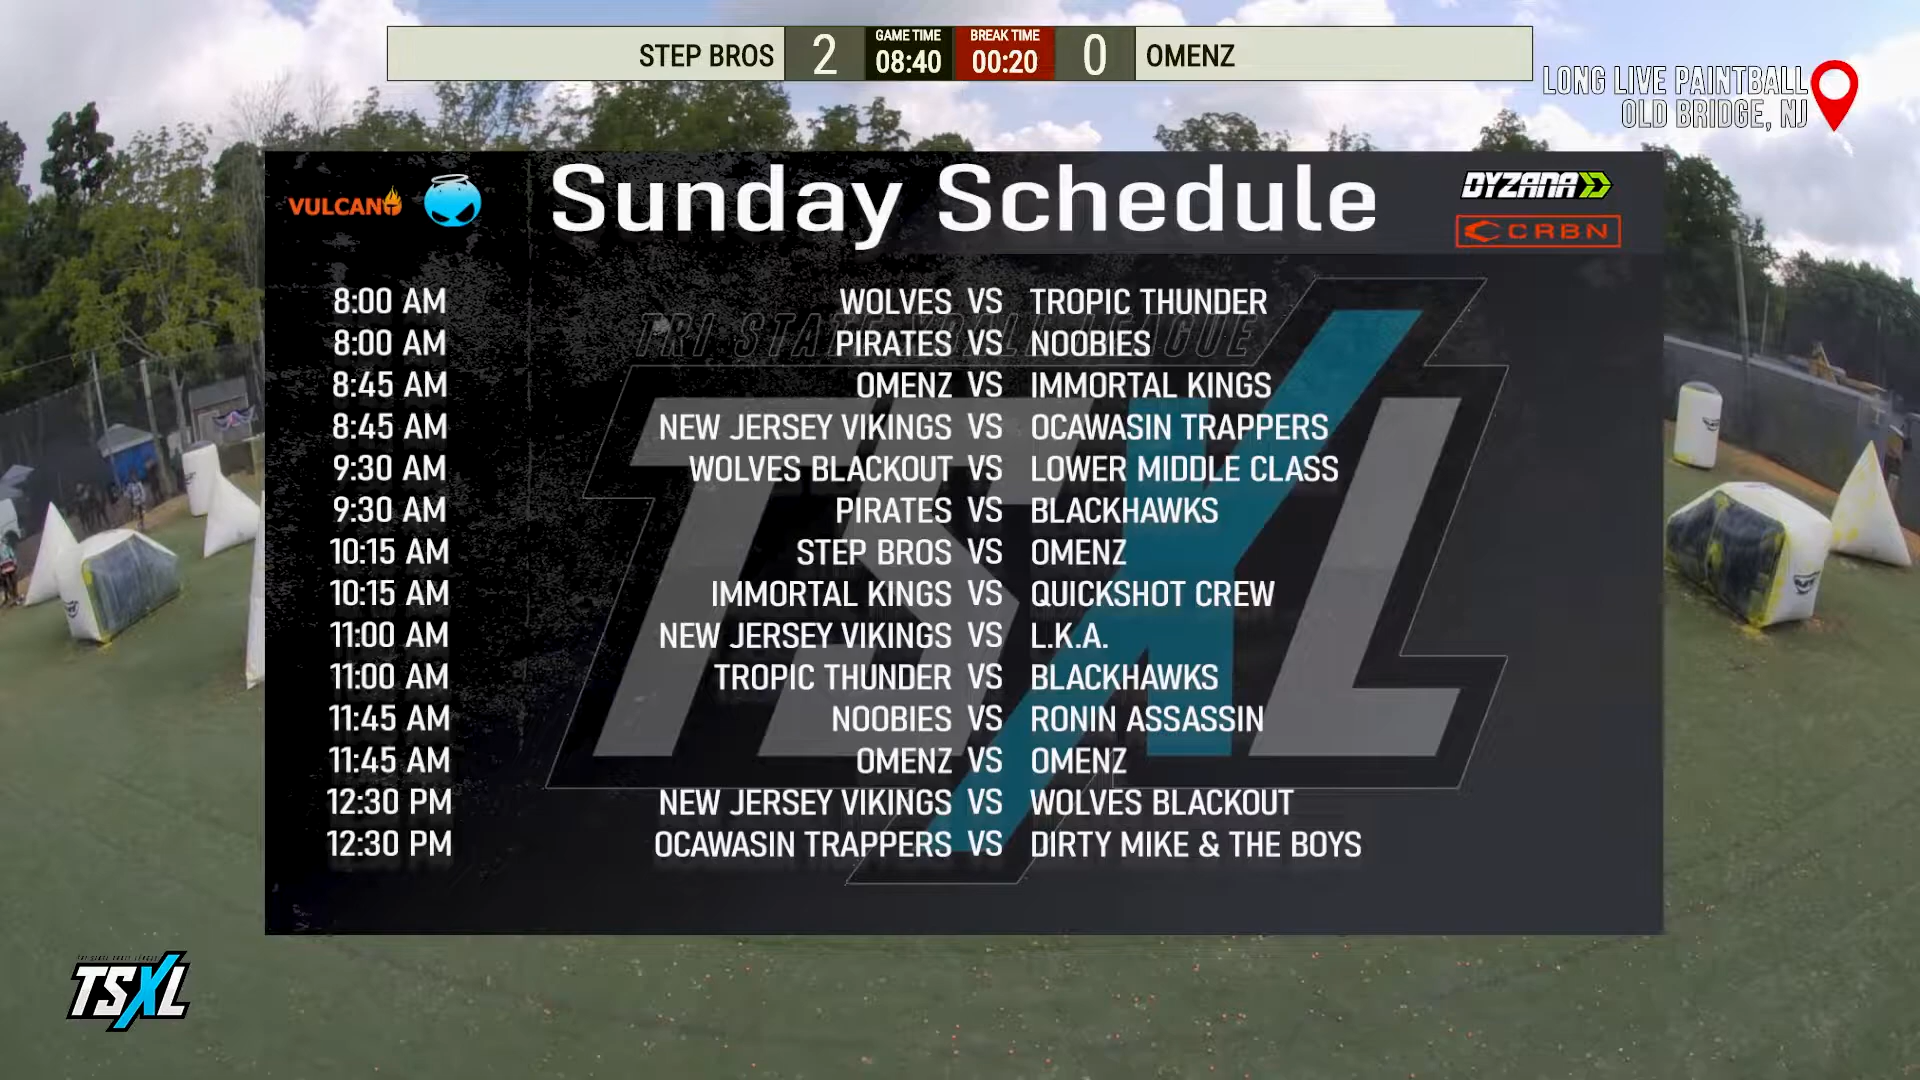 STEP BROS 2 GAME TIME 08:40 BREAK TIME 00:20 0 OMENZ
LONG LIVE PAINTBALL
OLD BRIDGE, NJ
VULCAN
Sunday Schedule
DYZANA
CRBN
TRI STATE
LEAGUE
8:00 AM WOLVES VS TROPIC THUNDER
8:00 AM PIRATES VS NOOBIES
8:45 AM OMENZ VS IMMORTAL KINGS
8:45 AM NEW JERSEY VIKINGS VS OCAWASIN TRAPPERS
9:30 AM WOLVES BLACKOUT VS LOWER MIDDLE CLASS
9:30 AM PIRATES VS BLACKHAWKS
10:15 AM STEP BROS VS OMENZ
10:15 AM IMMORTAL KINGS VS QUICKSHOT CREW
11:00 AM NEW JERSEY VIKINGS VS L.K.A.
11:00 AM TROPIC THUNDER VS BLACKHAWKS
11:45 AM NOOBIES VS RONIN ASSASSIN
11:45 AM OMENZ VS OMENZ
12:30 PM NEW JERSEY VIKINGS VS WOLVES BLACKOUT
12:30 PM OCAWASIN TRAPPERS VS DIRTY MIKE & THE BOYS
TSXL
TSXL